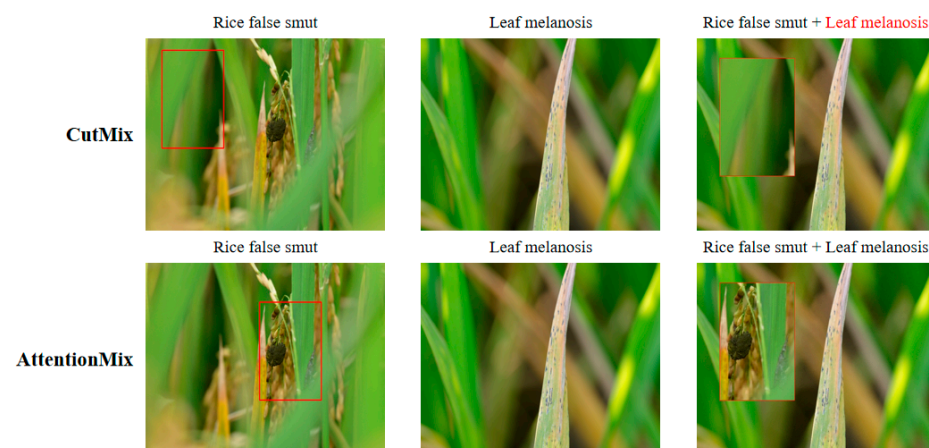 Rice false smut
Leaf melanosis
Rice false smut + Leaf melanosis
CutMix
Rice false smut
Leaf melanosis
Rice false smut + Leaf melanosis
AttentionMix